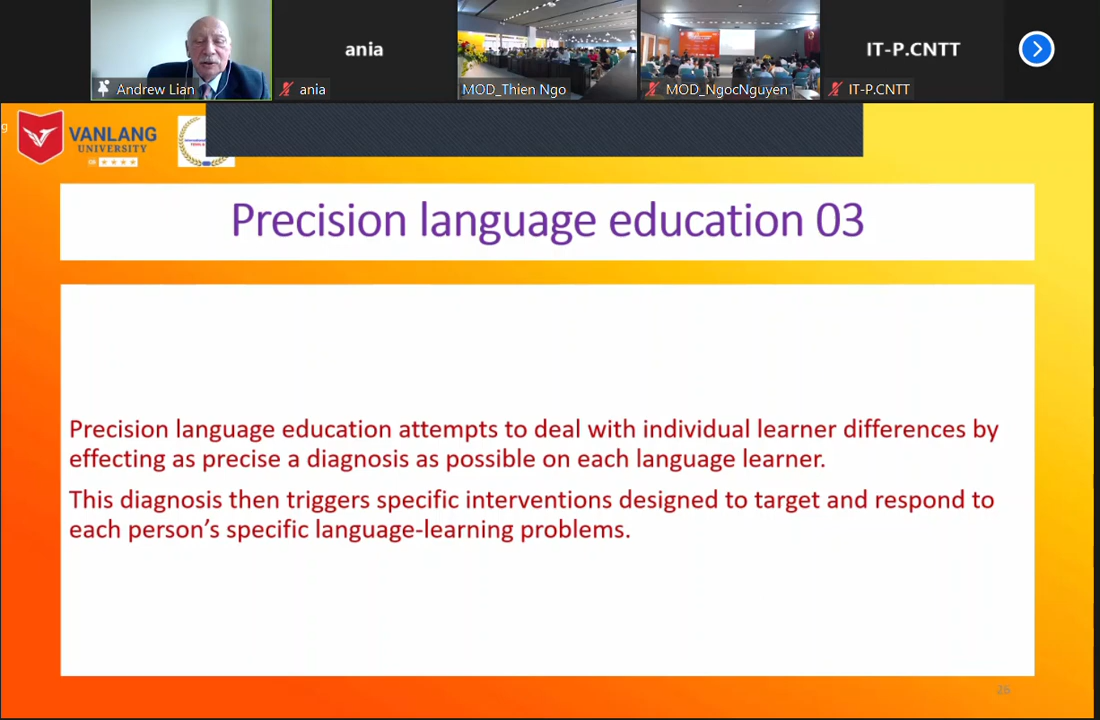 ania
IT-P.CNTT
Andrew Lian
ania
MOD_Thien Ngo
MOD_NgocNguyen
IT-P.CNTT
g
VANLANG
UNIVERSITY
Precision language education 03
Precision language education attempts to deal with individual learner differences by
effecting as precise a diagnosis as possible on each language learner.
This diagnosis then triggers specific interventions designed to target and respond to
each person’s specific language-learning problems.
26